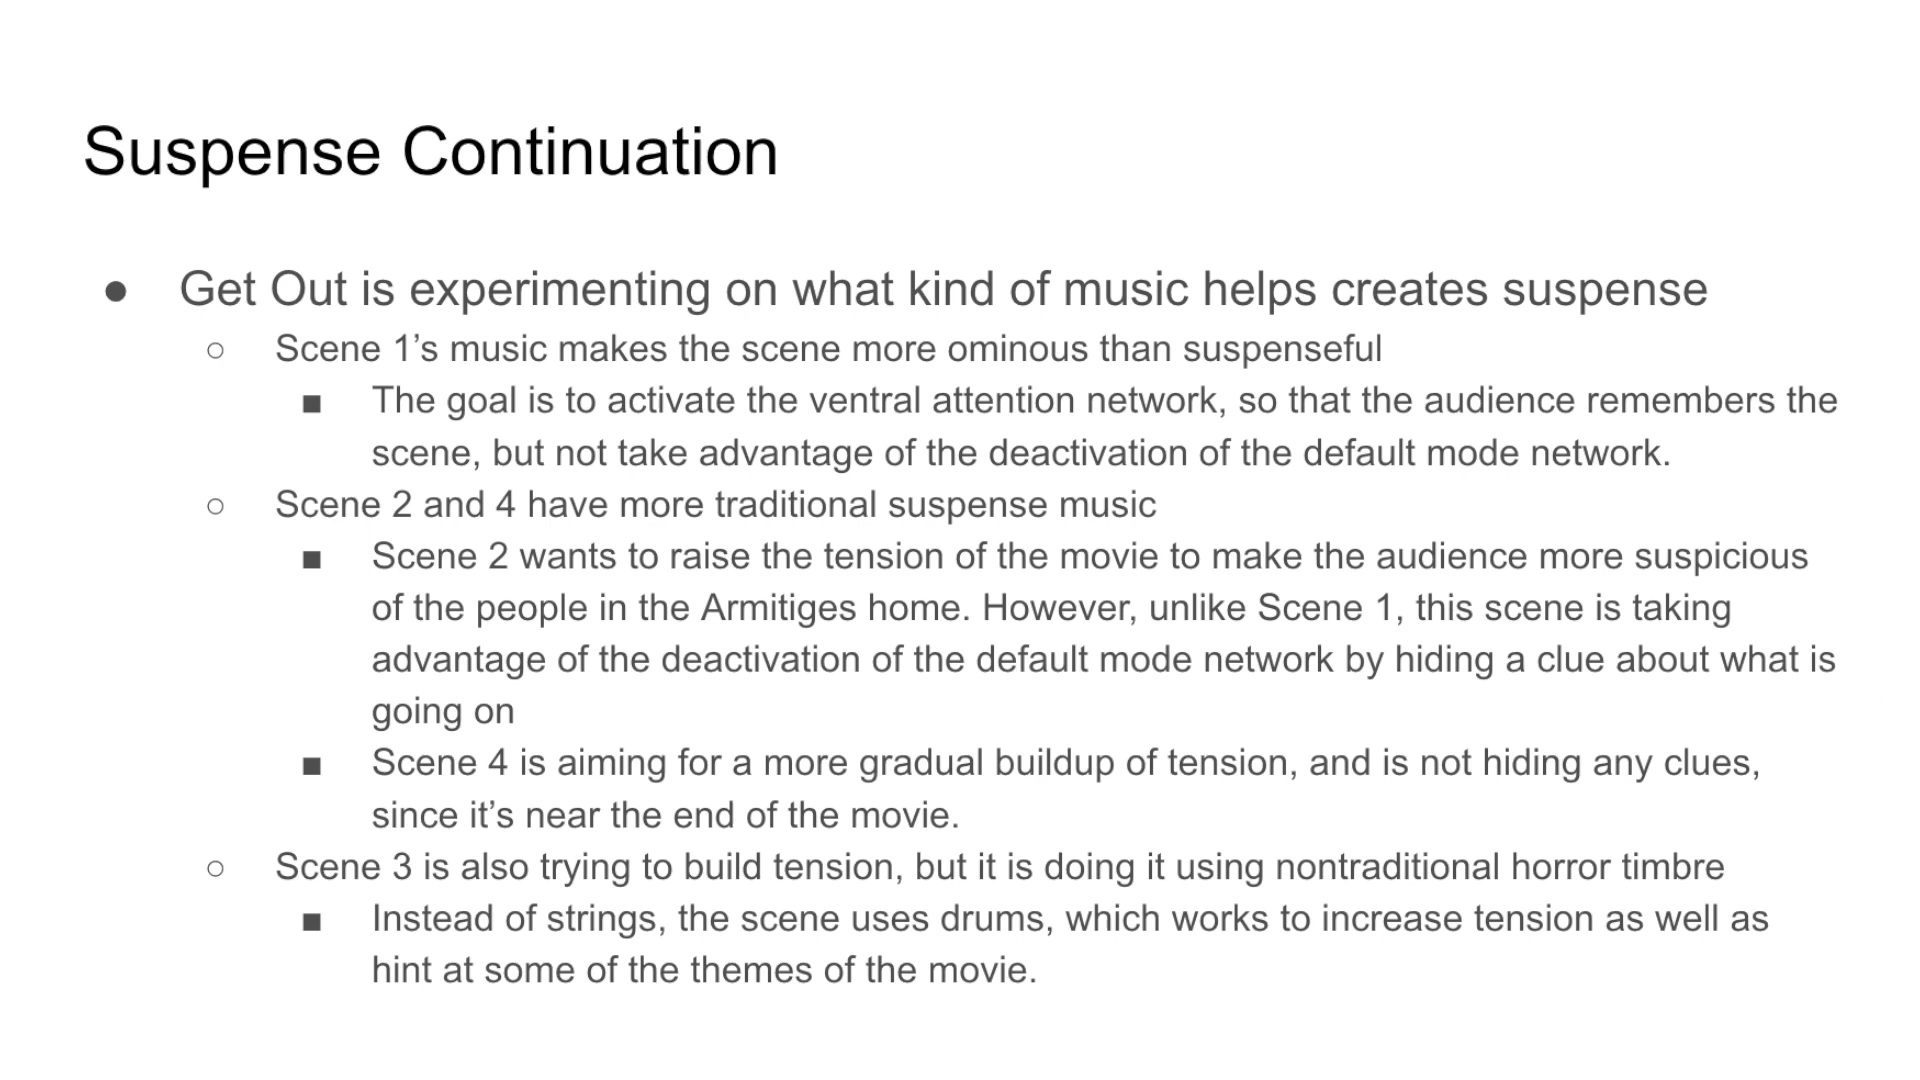 Suspense Continuation
● Get Out is experimenting on what kind of music helps creates suspense
○ Scene 1’s music makes the scene more ominous than suspenseful
■ The goal is to activate the ventral attention network, so that the audience remembers the
scene, but not take advantage of the deactivation of the default mode network.
○ Scene 2 and 4 have more traditional suspense music
■ Scene 2 wants to raise the tension of the movie to make the audience more suspicious
of the people in the Armitiges home. However, unlike Scene 1, this scene is taking
advantage of the deactivation of the default mode network by hiding a clue about what is
going on
■ Scene 4 is aiming for a more gradual buildup of tension, and is not hiding any clues,
since it’s near the end of the movie.
○ Scene 3 is also trying to build tension, but it is doing it using nontraditional horror timbre
■ Instead of strings, the scene uses drums, which works to increase tension as well as
hint at some of the themes of the movie.